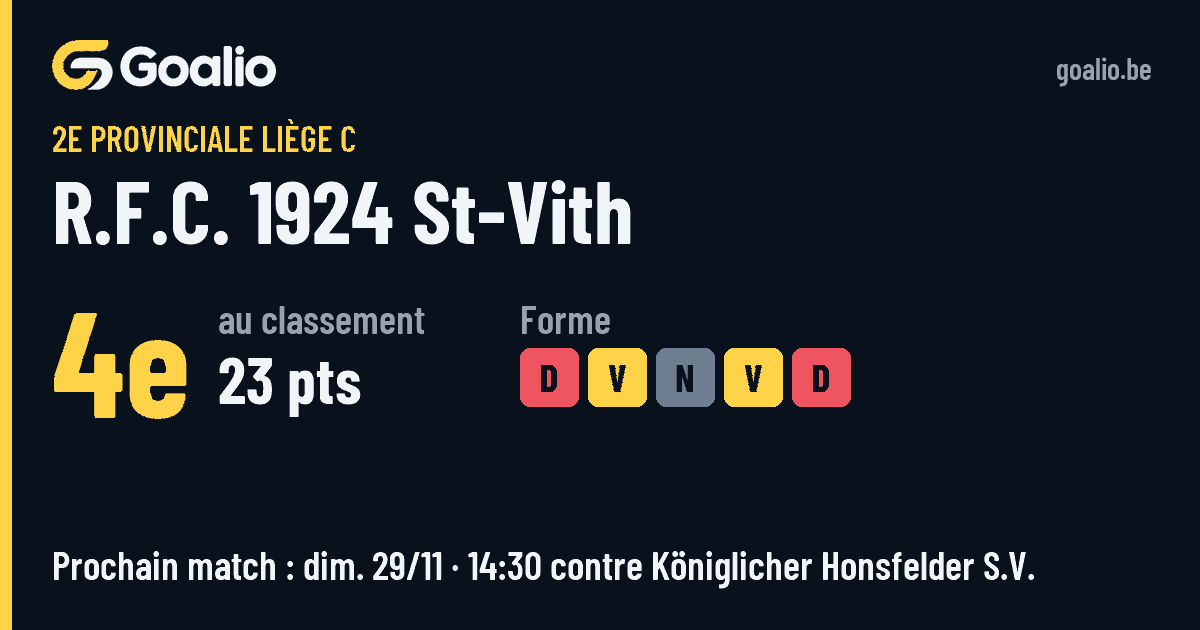 Goalio
goalio.be
2E PROVINCIALE LIÈGE C
R.F.C. 1924 St-Vith
4e
au classement
23 pts
Forme
D V N V D
Prochain match : dim. 29/11 · 14:30 contre Königlicher Honsfelder S.V.